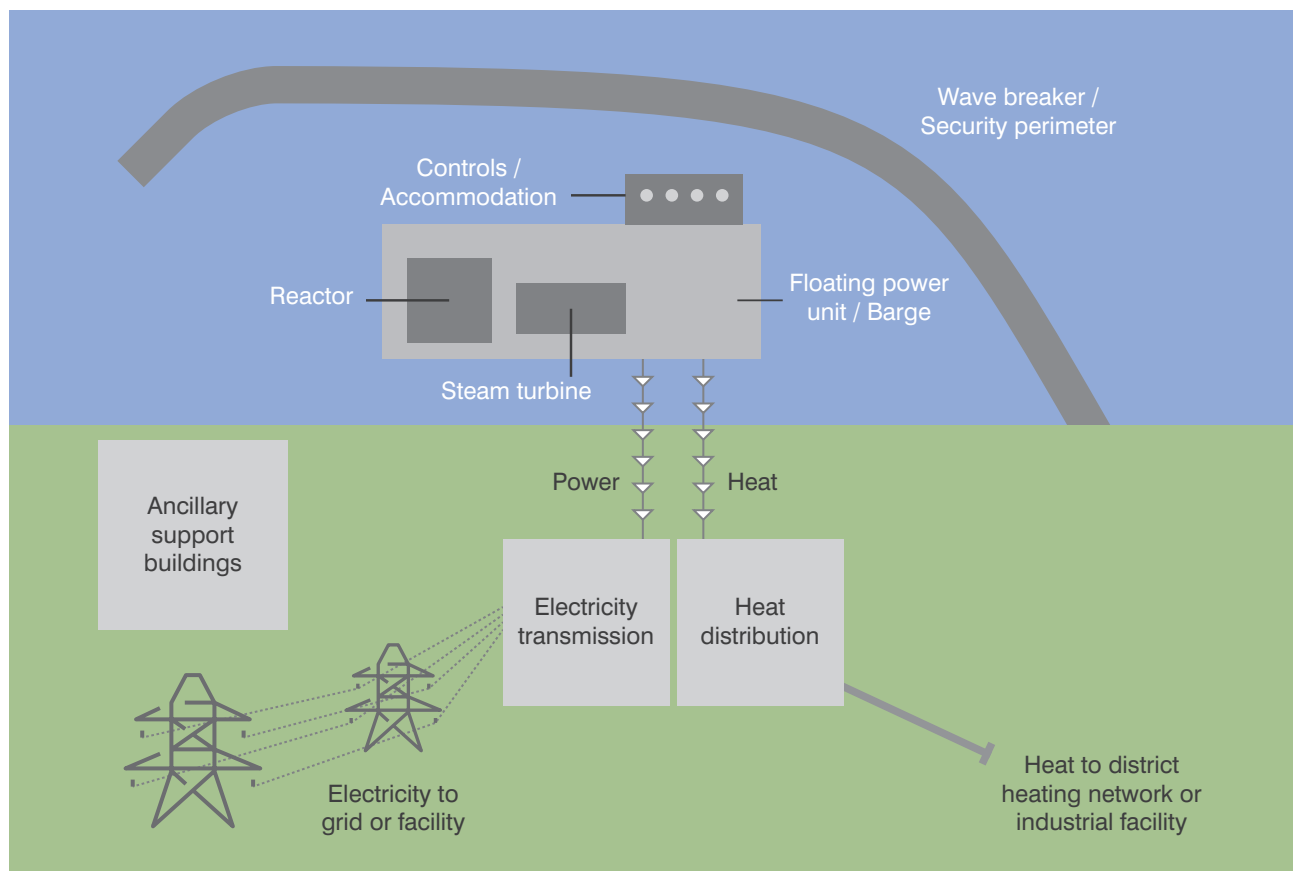 Wave breaker /
Security perimeter
Controls /
Accommodation
Reactor
Floating power
unit / Barge
Steam turbine
Power
Heat
Ancillary
support
buildings
Electricity
transmission
Heat
distribution
Electricity to
grid or facility
Heat to district
heating network or
industrial facility